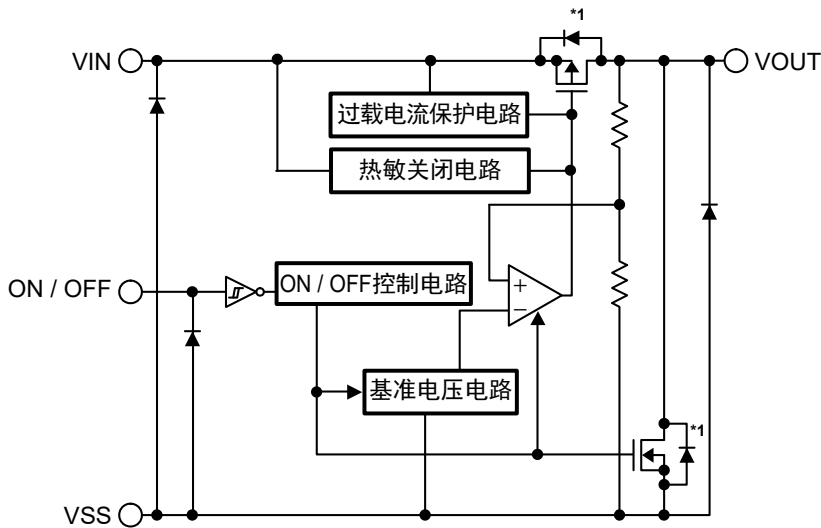 *1
VIN
VOUT
过载电流保护电路
热敏关闭电路
ON / OFF
ON / OFF控制电路
+
−
基准电压电路
*1
VSS